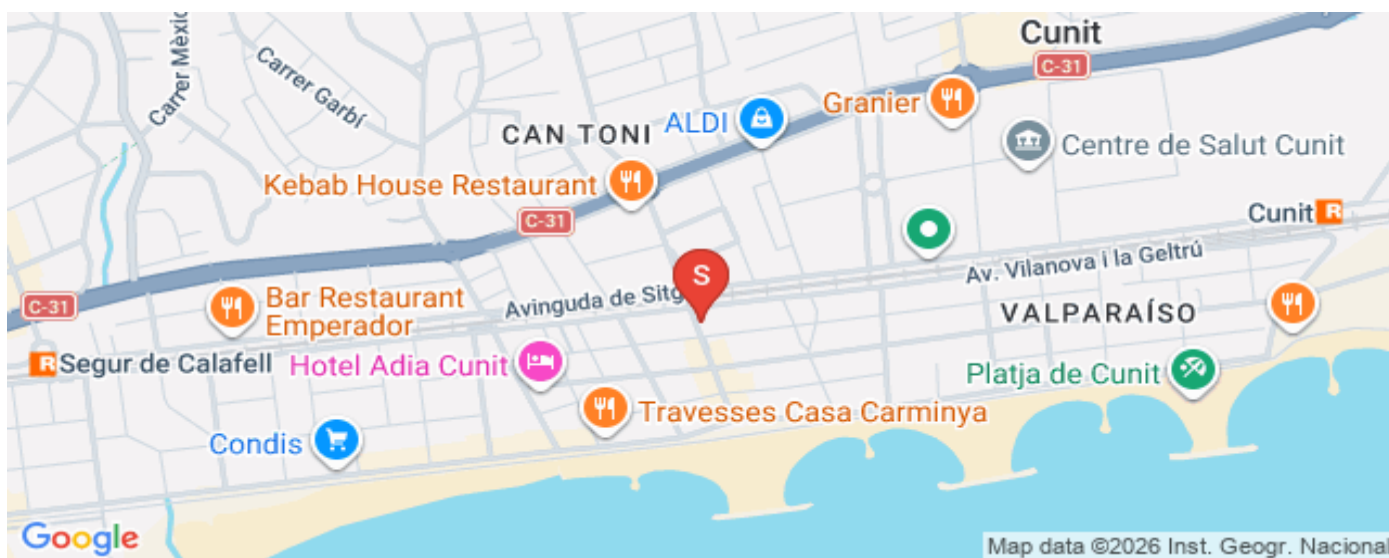 Cunit
C-31
Carrer Mèxic
Carrer Garbí
Granier
ALDI
CAN TONI
Centre de Salut Cunit
Kebab House Restaurant
C-31
Cunit R
Av. Vilanova i la Geltrú
S
Avinguda de Sitg
C-31
Bar Restaurant
Emperador
VALPARAÍSO
R Segur de Calafell
Hotel Adia Cunit
Platja de Cunit
Travesses Casa Carminya
Condis
Google
Map data ©2026 Inst. Geogr. Nacional